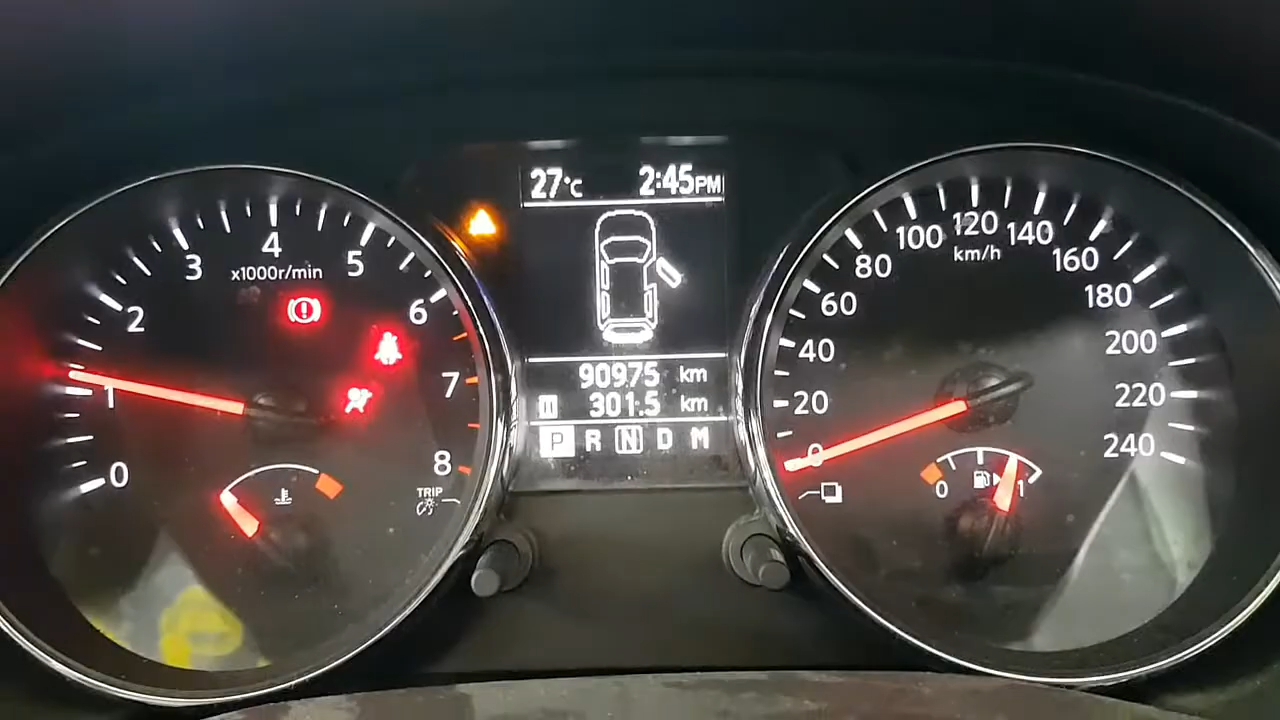 27°C 2:45PM
90975 km
301.5 km
P R N D M
0 1 2 3 4 5 6 7 8
x1000r/min
TRIP
0 20 40 60 80 100 120 140 160 180 200 220 240
km/h
0 1